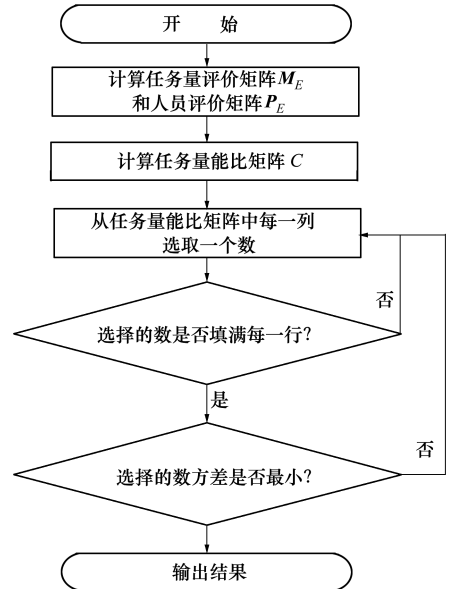 开 始
计算任务量评价矩阵M_E
和人员评价矩阵P_E
计算任务量能比矩阵 C
从任务量能比矩阵中每一列
选取一个数
否
选择的数是否填满每一行?
是
否
选择的数方差是否最小?
输出结果